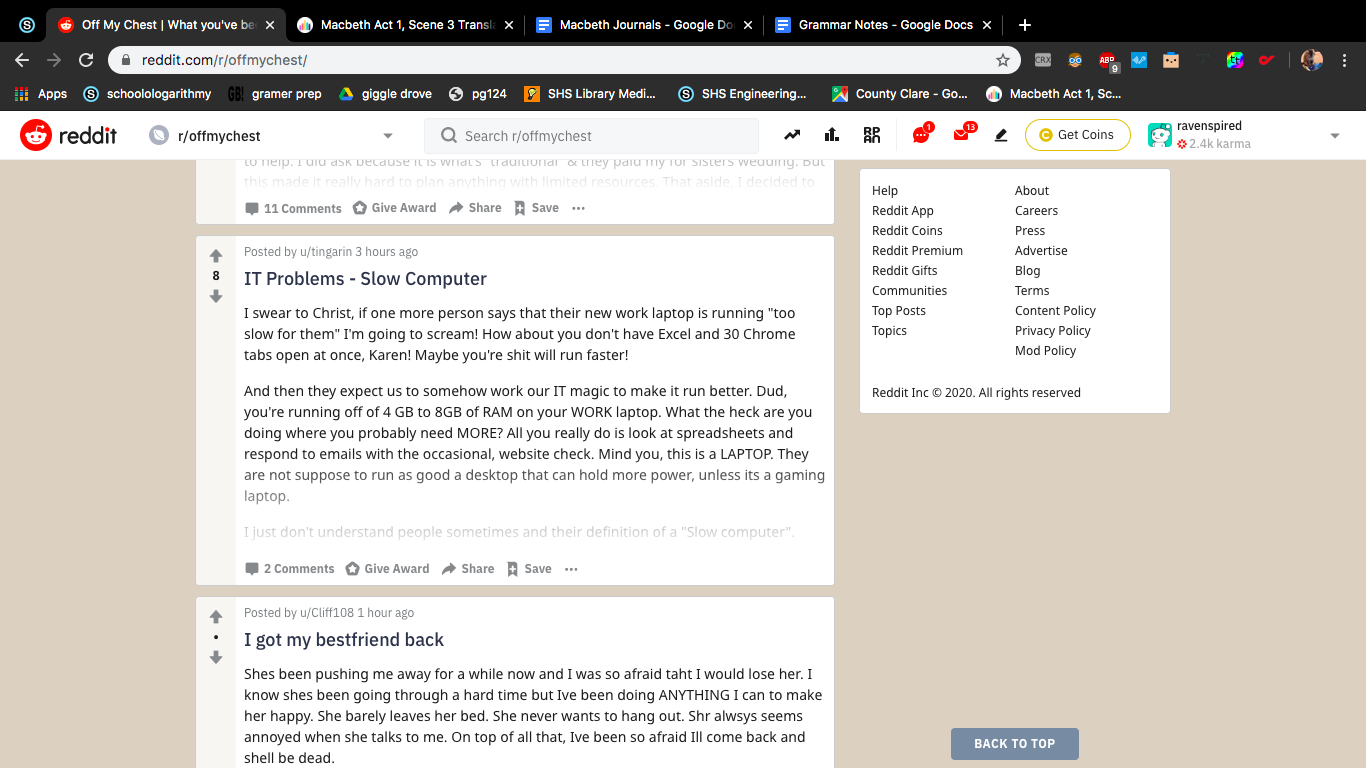 Off My Chest | What you've be
Macbeth Act 1, Scene 3 Transla
Macbeth Journals - Google Do
Grammar Notes - Google Docs
reddit.com/r/offmychest/
CRX
ABP
9
Apps
schoolologarithmy
GB!
gramer prep
giggle drove
pg124
SHS Library Medi...
SHS Engineering...
County Clare - Go...
Macbeth Act 1, Sc...
reddit
r/offmychest
Search r/offmychest
1
13
Get Coins
ravenspired
2.4k karma
to help. I did ask because it is what's "traditional" & they paid my for sisters wedding. But
this made it really hard to plan anything with limited resources. That aside, I decided to
11 Comments Give Award Share Save
8
Posted by u/tingarin 3 hours ago
IT Problems - Slow Computer
I swear to Christ, if one more person says that their new work laptop is running "too
slow for them" I'm going to scream! How about you don't have Excel and 30 Chrome
tabs open at once, Karen! Maybe you're shit will run faster!
And then they expect us to somehow work our IT magic to make it run better. Dud,
you're running off of 4 GB to 8GB of RAM on your WORK laptop. What the heck are you
doing where you probably need MORE? All you really do is look at spreadsheets and
respond to emails with the occasional, website check. Mind you, this is a LAPTOP. They
are not suppose to run as good a desktop that can hold more power, unless its a gaming
laptop.
I just don't understand people sometimes and their definition of a "Slow computer".
2 Comments Give Award Share Save
Posted by u/Cliff108 1 hour ago
I got my bestfriend back
Shes been pushing me away for a while now and I was so afraid taht I would lose her. I
know shes been going through a hard time but Ive been doing ANYTHING I can to make
her happy. She barely leaves her bed. She never wants to hang out. Shr alwsys seems
annoyed when she talks to me. On top of all that, Ive been so afraid Ill come back and
shell be dead.
Help
Reddit App
Reddit Coins
Reddit Premium
Reddit Gifts
Communities
Top Posts
Topics
About
Careers
Press
Advertise
Blog
Terms
Content Policy
Privacy Policy
Mod Policy
Reddit Inc © 2020. All rights reserved
BACK TO TOP